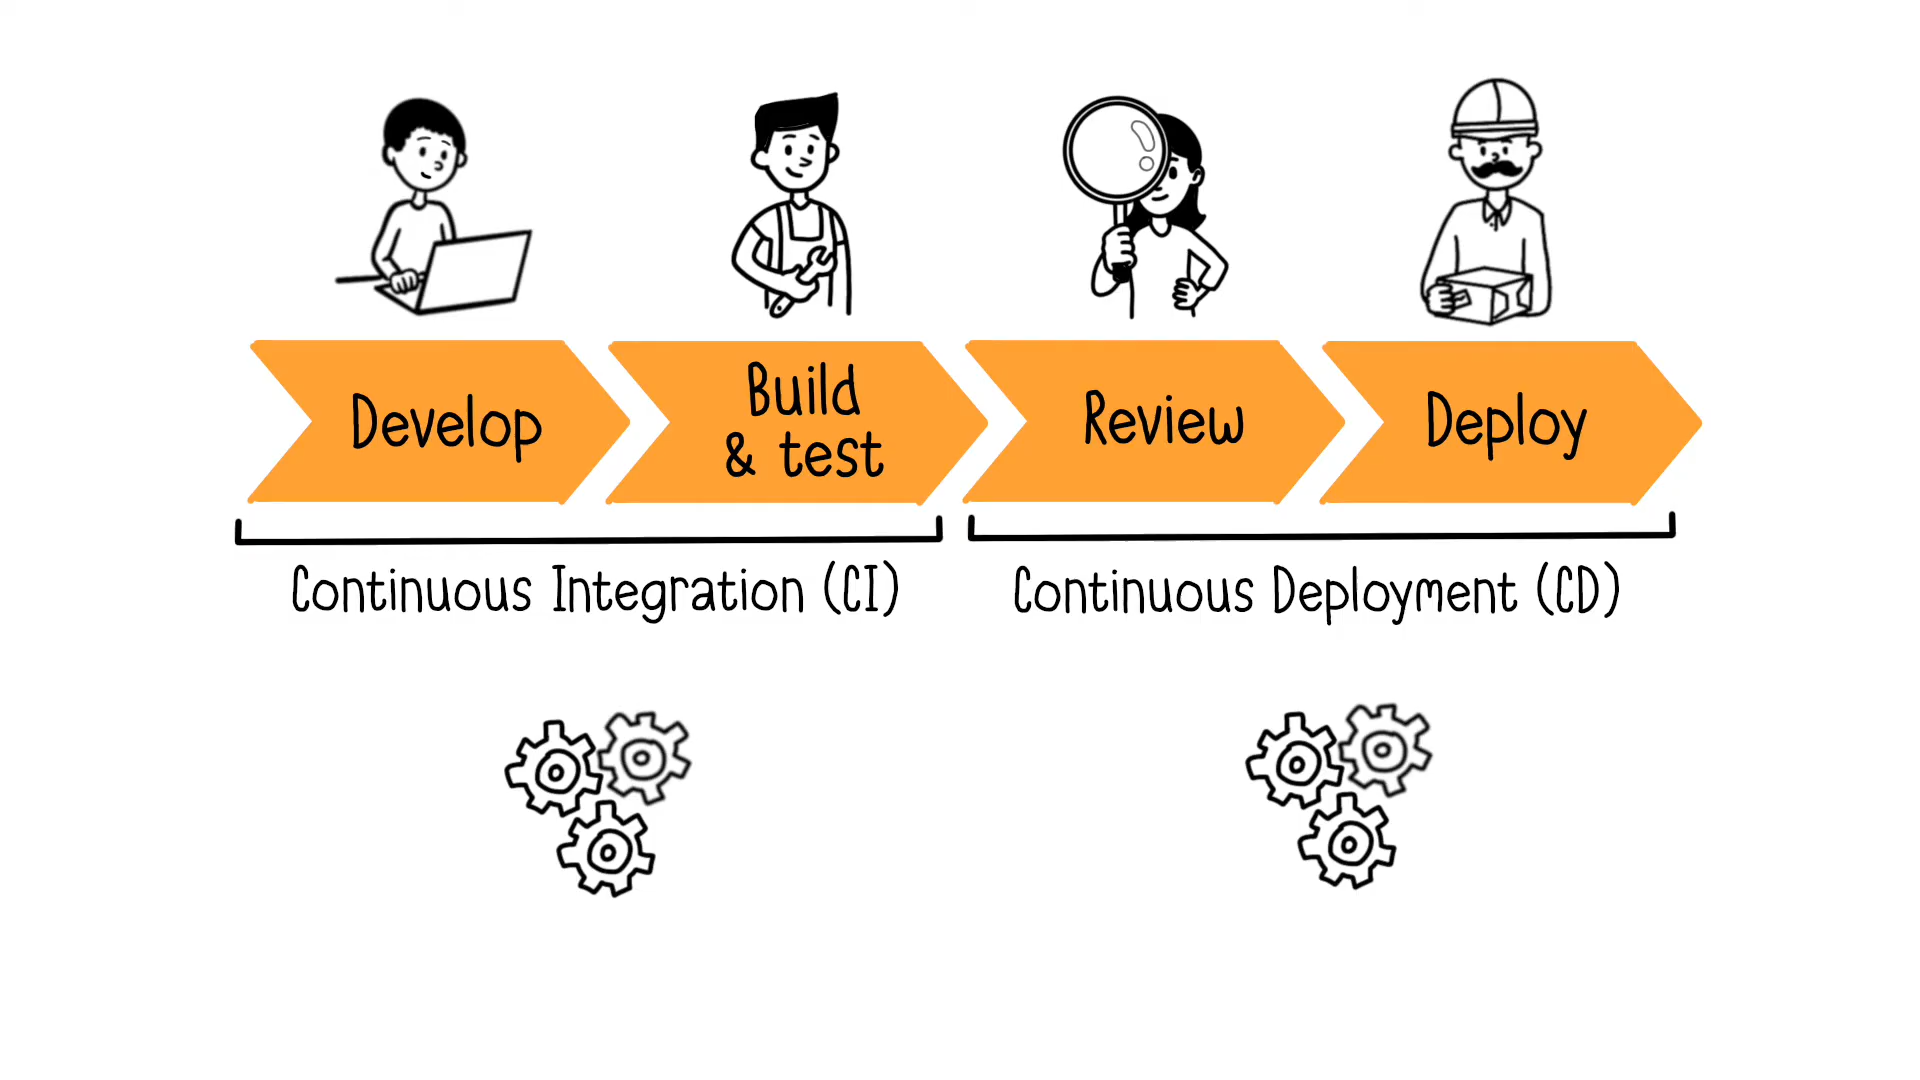 Develop
Build
& test
Review
Deploy
Continuous Integration (CI)
Continuous Deployment (CD)